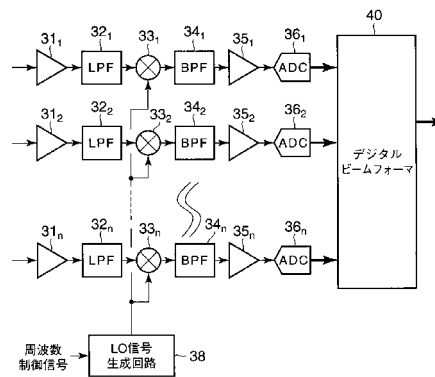 40
31₁ 32₁ 33₁ 34₁ 35₁ 36₁
LPF BPF ADC
31₂ 32₂ 33₂ 34₂ 35₂ 36₂
LPF BPF ADC
デジタル
ビームフォーマ
31ₙ 32ₙ 33ₙ 34ₙ 35ₙ 36ₙ
LPF BPF ADC
周波数
制御信号
LO信号
生成回路
38